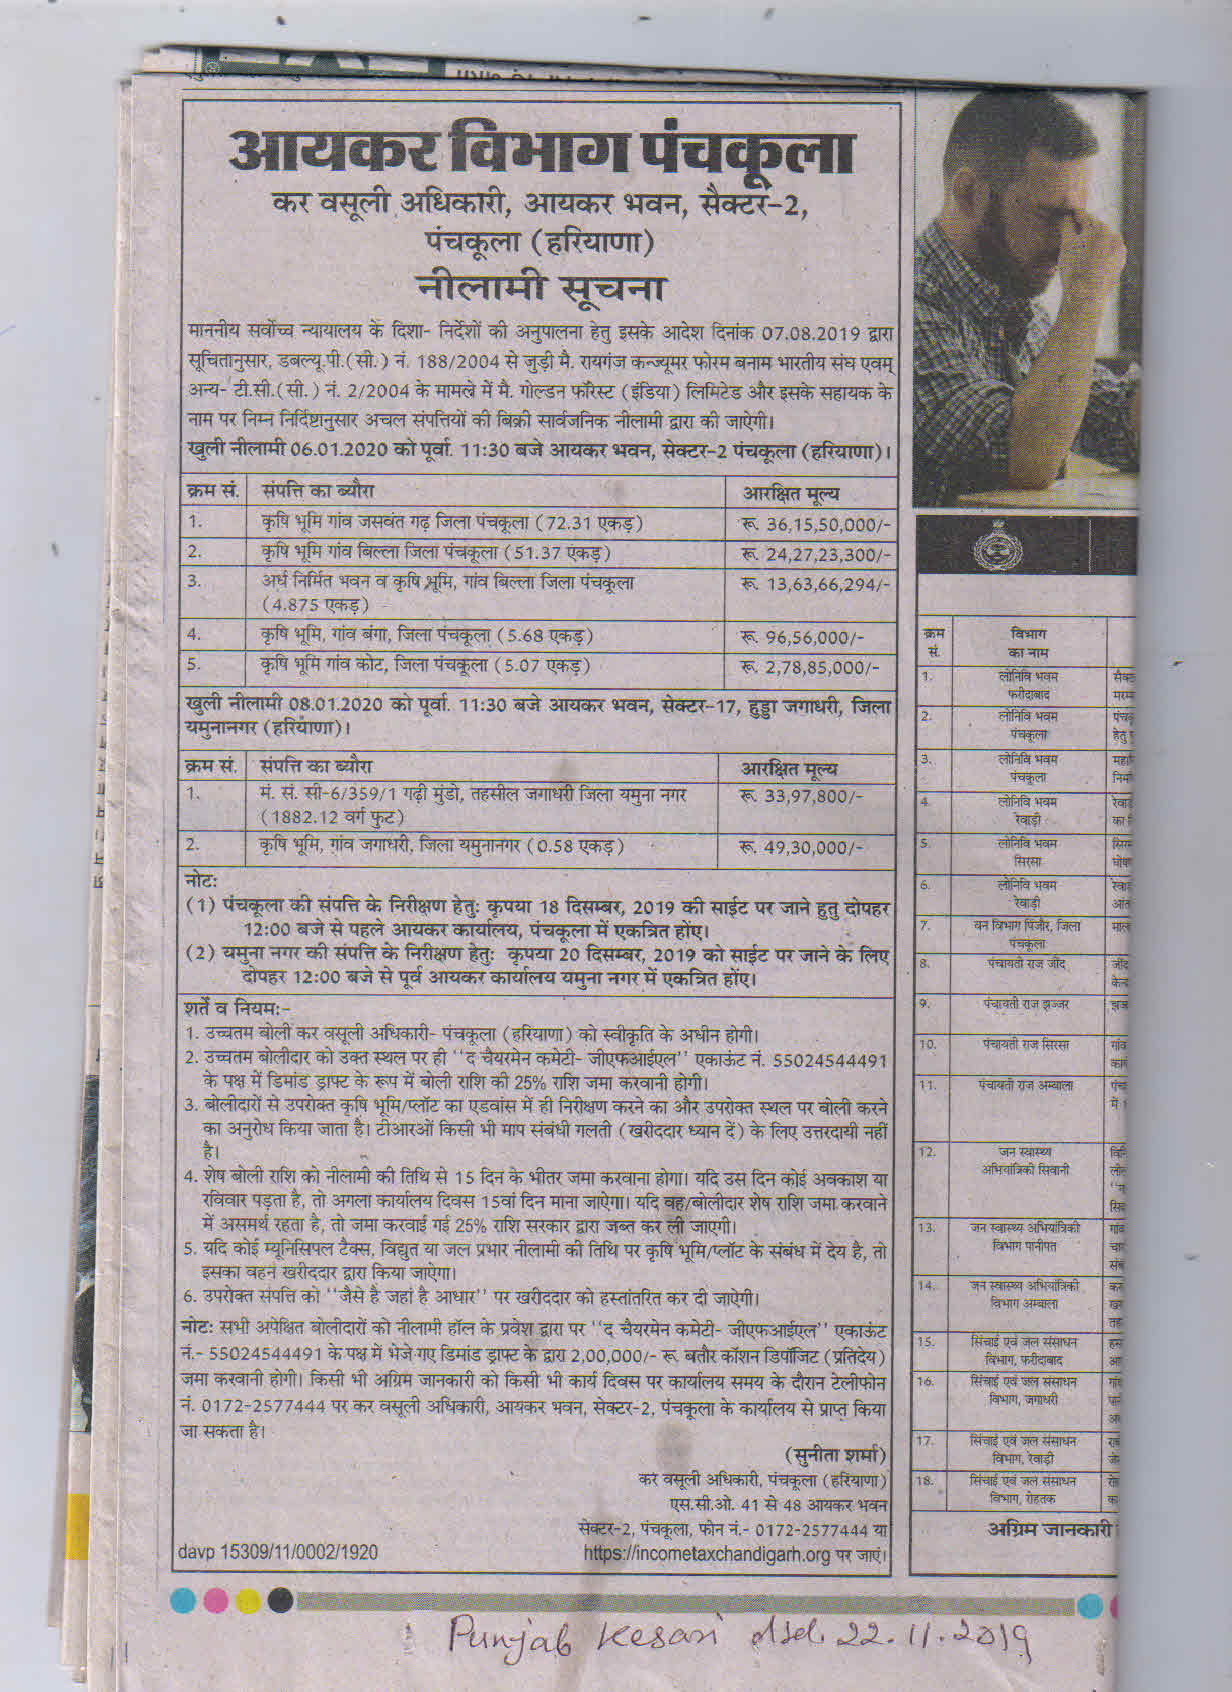 आयकर विभाग पंचकूला
कर वसूली अधिकारी, आयकर भवन, सैक्टर-2,
पंचकूला (हरियाणा)
नीलामी सूचना
माननीय सर्वोच्च न्यायालय के दिशा- निर्देशों की अनुपालना हेतु इसके आदेश दिनांक 07.08.2019 द्वारा
सूचितानुसार, डबल्यू.पी.(सी.) नं. 188/2004 से जुड़ी मै. रायगंज कन्ज्यूमर फोरम बनाम भारतीय संघ एवम्
अन्य- टी.सी.(सी.) नं. 2/2004 के मामले में मै. गोल्डन फॉरेस्ट (इंडिया) लिमिटेड और इसके सहायक के
नाम पर निम्न निर्दिष्टानुसार अचल संपत्तियों की बिक्री सार्वजनिक नीलामी द्वारा की जाऐगी।
खुली नीलामी 06.01.2020 को पूर्वा. 11:30 बजे आयकर भवन, सेक्टर-2 पंचकूला (हरियाणा)।
क्रम सं. संपत्ति का ब्यौरा आरक्षित मूल्य
1. कृषि भूमि गांव जसवंत गढ़ जिला पंचकूला (72.31 एकड़) रू. 36,15,50,000/-
2. कृषि भूमि गांव बिल्ला जिला पंचकूला (51.37 एकड़) रू. 24,27,23,300/-
3. अर्ध निर्मित भवन व कृषि भूमि, गांव बिल्ला जिला पंचकूला रू. 13,63,66,294/-
(4.875 एकड़)
4. कृषि भूमि, गांव बंगा, जिला पंचकूला (5.68 एकड़) रू. 96,56,000/-
5. कृषि भूमि गांव कोट, जिला पंचकूला (5.07 एकड़) रू. 2,78,85,000/-
खुली नीलामी 08.01.2020 को पूर्वा. 11:30 बजे आयकर भवन, सेक्टर-17, हुड्डा जगाधरी, जिला
यमुनानगर (हरियाणा)।
क्रम सं. संपत्ति का ब्यौरा आरक्षित मूल्य
1. मं. सं. सी-6/359/1 गढ़ी मुंडो, तहसील जगाधरी जिला यमुना नगर रू. 33,97,800/-
(1882.12 वर्ग फुट)
2. कृषि भूमि, गांव जगाधरी, जिला यमुनानगर (0.58 एकड़) रू. 49,30,000/-
नोटः
(1) पंचकूला की संपत्ति के निरीक्षण हेतुः कृपया 18 दिसम्बर, 2019 की साईट पर जाने हुतु दोपहर
12:00 बजे से पहले आयकर कार्यालय, पंचकूला में एकत्रित होंए।
(2) यमुना नगर की संपत्ति के निरीक्षण हेतुः कृपया 20 दिसम्बर, 2019 को साईट पर जाने के लिए
दोपहर 12:00 बजे से पूर्व आयकर कार्यालय यमुना नगर में एकत्रित होंए।
शर्ते व नियमः-
1. उच्चतम बोली कर वसूली अधिकारी- पंचकूला (हरियाणा) को स्वीकृति के अधीन होगी।
2. उच्चतम बोलीदार को उक्त स्थल पर ही ‘‘द चैयरमेन कमेटी- जीएफआईएल’’ एकाऊंट नं. 55024544491
के पक्ष में डिमांड ड्राफ्ट के रूप में बोली राशि की 25% राशि जमा करवानी होगी।
3. बोलीदारों से उपरोक्त कृषि भूमि/प्लॉट का एडवांस में ही निरीक्षण करने का और उपरोक्त स्थल पर बोली करने
का अनुरोध किया जाता है। टीआरओं किसी भी माप संबंधी गलती (खरीददार ध्यान दें) के लिए उत्तरदायी नहीं
है।
4. शेष बोली राशि को नीलामी की तिथि से 15 दिन के भीतर जमा करवाना होगा। यदि उस दिन कोई अवकाश या
रविवार पड़ता है, तो अगला कार्यालय दिवस 15वां दिन माना जाऐगा। यदि वह/बोलीदार शेष राशि जमा करवाने
में असमर्थ रहता है, तो जमा करवाई गई 25% राशि सरकार द्वारा जब्त कर ली जाएगी।
5. यदि कोई म्यूनिसिपल टैक्स, विद्युत या जल प्रभार नीलामी की तिथि पर कृषि भूमि/प्लॉट के संबंध में देय है, तो
इसका वहन खरीददार द्वारा किया जाऐगा।
6. उपरोक्त संपत्ति को ‘‘जैसे है जहां है आधार’’ पर खरीददार को हस्तांतरित कर दी जाऐगी।
नोटः सभी अपेक्षित बोलीदारों को नीलामी हॉल के प्रवेश द्वारा पर ‘‘द चैयरमेन कमेटी- जीएफआईएल’’ एकाऊंट
नं.- 55024544491 के पक्ष में भेजे गए डिमांड ड्राफ्ट के द्वारा 2,00,000/- रू बतौर कॉशन डिपॉजिट (प्रतिदेय)
जमा करवानी होगी। किसी भी अग्रिम जानकारी को किसी भी कार्य दिवस पर कार्यालय समय के दौरान टेलीफोन
नं. 0172-2577444 पर कर वसूली अधिकारी, आयकर भवन, सेक्टर-2, पंचकूला के कार्यालय से प्राप्त किया
जा सकता है।
(सुनीता शर्मा)
कर वसूली अधिकारी, पंचकूला (हरियाणा)
एस.सी.ओ. 41 से 48 आयकर भवन
सेक्टर-2, पंचकूला, फोन नं.- 0172-2577444 या
davp 15309/11/0002/1920 https://incometaxchandigarh.org पर जाएं।
क्रम सं. विभाग का नाम
1. लोनिवि भवम फरीदाबाद
2. लोनिवि भवम पंचकूला
3. लोनिवि भवम पंचकूला
4. लोनिवि भवम रेवाड़ी
5. लोनिवि भवम सिरसा
6. लोनिवि भवम रेवाड़ी
7. वन विभाग पिंजौर, जिला पंचकूला
8. पंचायती राज जींद
9. पंचायती राज झज्जर
10. पंचायती राज सिरसा
11. पंचायती राज अम्बाला
12. जन स्वास्थ्य अभियांत्रिकी सिवानी
13. जन स्वास्थ्य अभियांत्रिकी विभाग पानीपत
14. जन स्वास्थ्य अभियांत्रिकी विभाग अम्बाला
15. सिंचाई एवं जल संसाधन विभाग, फरीदाबाद
16. सिंचाई एवं जल संसाधन विभाग, जगाधरी
17. सिंचाई एवं जल संसाधन विभाग, रेवाड़ी
18. सिंचाई एवं जल संसाधन विभाग, रोहतक
अग्रिम जानकारी
Punjab Kesari dtd. 22.11.2019